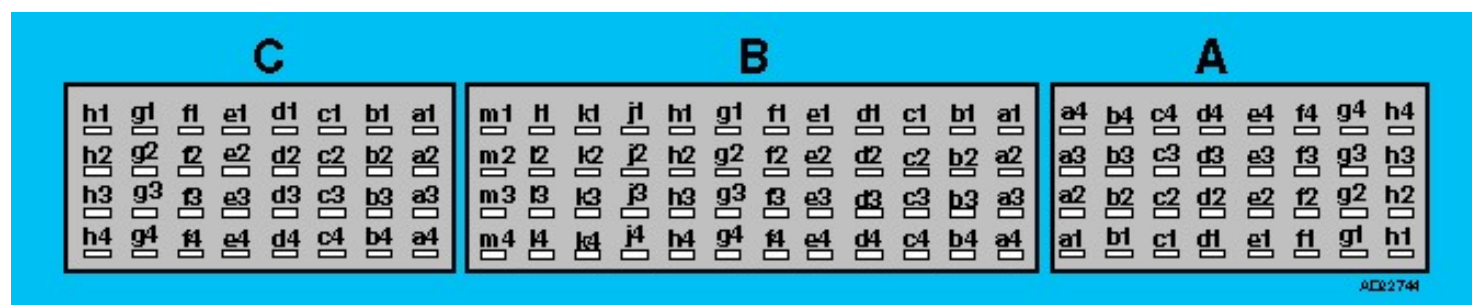 C B A
h1 g1 f1 e1 d1 c1 b1 a1 m1 l1 k1 j1 h1 g1 f1 e1 d1 c1 b1 a1 a4 b4 c4 d4 e4 f4 g4 h4
h2 g2 f2 e2 d2 c2 b2 a2 m2 l2 k2 j2 h2 g2 f2 e2 d2 c2 b2 a2 a3 b3 c3 d3 e3 f3 g3 h3
h3 g3 f3 e3 d3 c3 b3 a3 m3 l3 k3 j3 h3 g3 f3 e3 d3 c3 b3 a3 a2 b2 c2 d2 e2 f2 g2 h2
h4 g4 f4 e4 d4 c4 b4 a4 m4 l4 k4 j4 h4 g4 f4 e4 d4 c4 b4 a4 a1 b1 c1 d1 e1 f1 g1 h1